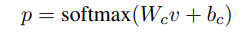 p = softmax(W_c v + b_c)